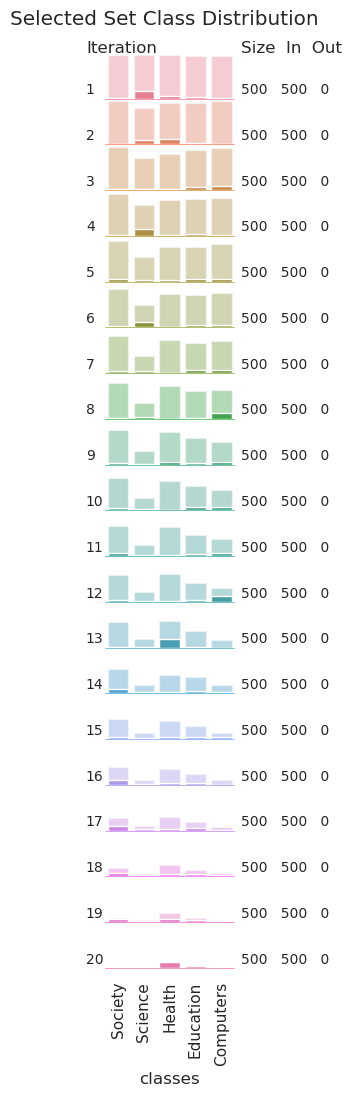 Selected Set Class Distribution
Iteration Size In Out
1 500 500 0
2 500 500 0
3 500 500 0
4 500 500 0
5 500 500 0
6 500 500 0
7 500 500 0
8 500 500 0
9 500 500 0
10 500 500 0
11 500 500 0
12 500 500 0
13 500 500 0
14 500 500 0
15 500 500 0
16 500 500 0
17 500 500 0
18 500 500 0
19 500 500 0
20 500 500 0
Society
Science
Health
Education
Computers
classes